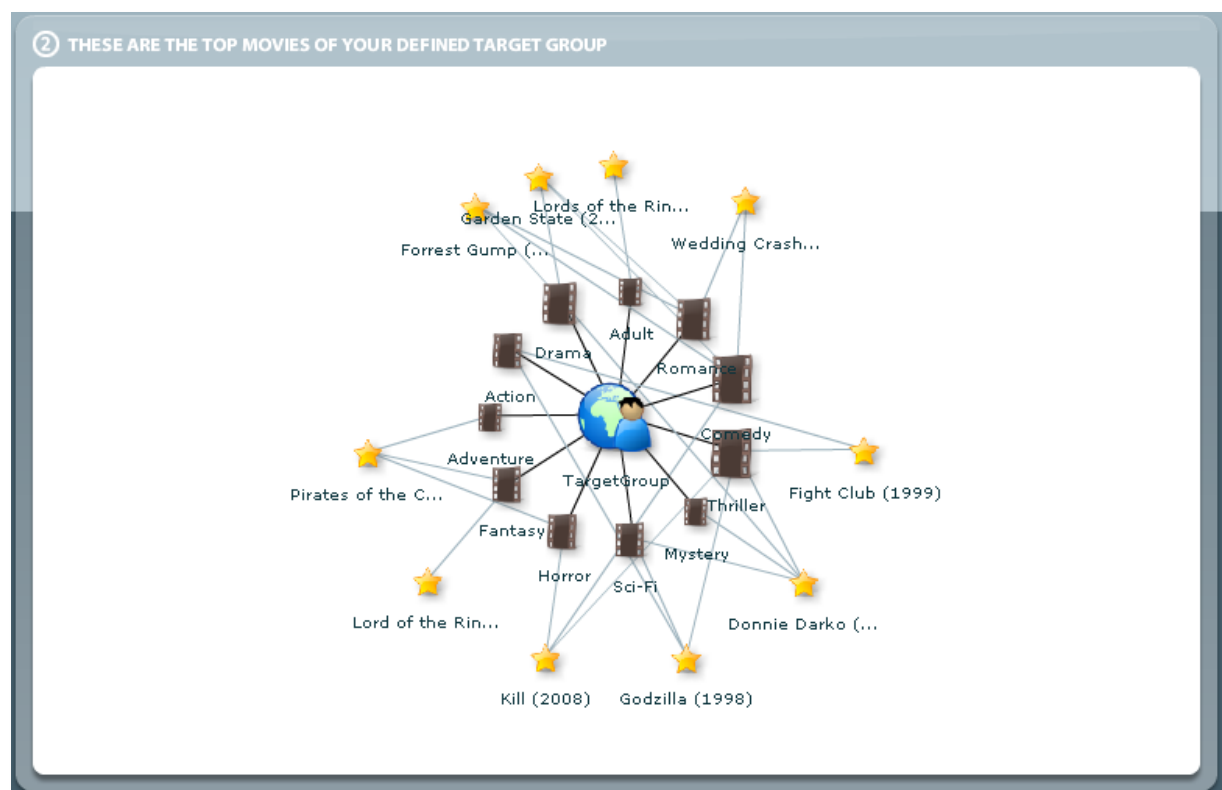 2 THESE ARE THE TOP MOVIES OF YOUR DEFINED TARGET GROUP
Lords of the Rin...
Garden State (2...
Wedding Crash...
Forrest Gump (...
Adult
Drama
Romance
Action
Comedy
Adventure
TargetGroup
Pirates of the C...
Fight Club (1999)
Thriller
Fantasy
Mystery
Horror
Sci-Fi
Lord of the Rin...
Donnie Darko (...
Kill (2008)
Godzilla (1998)